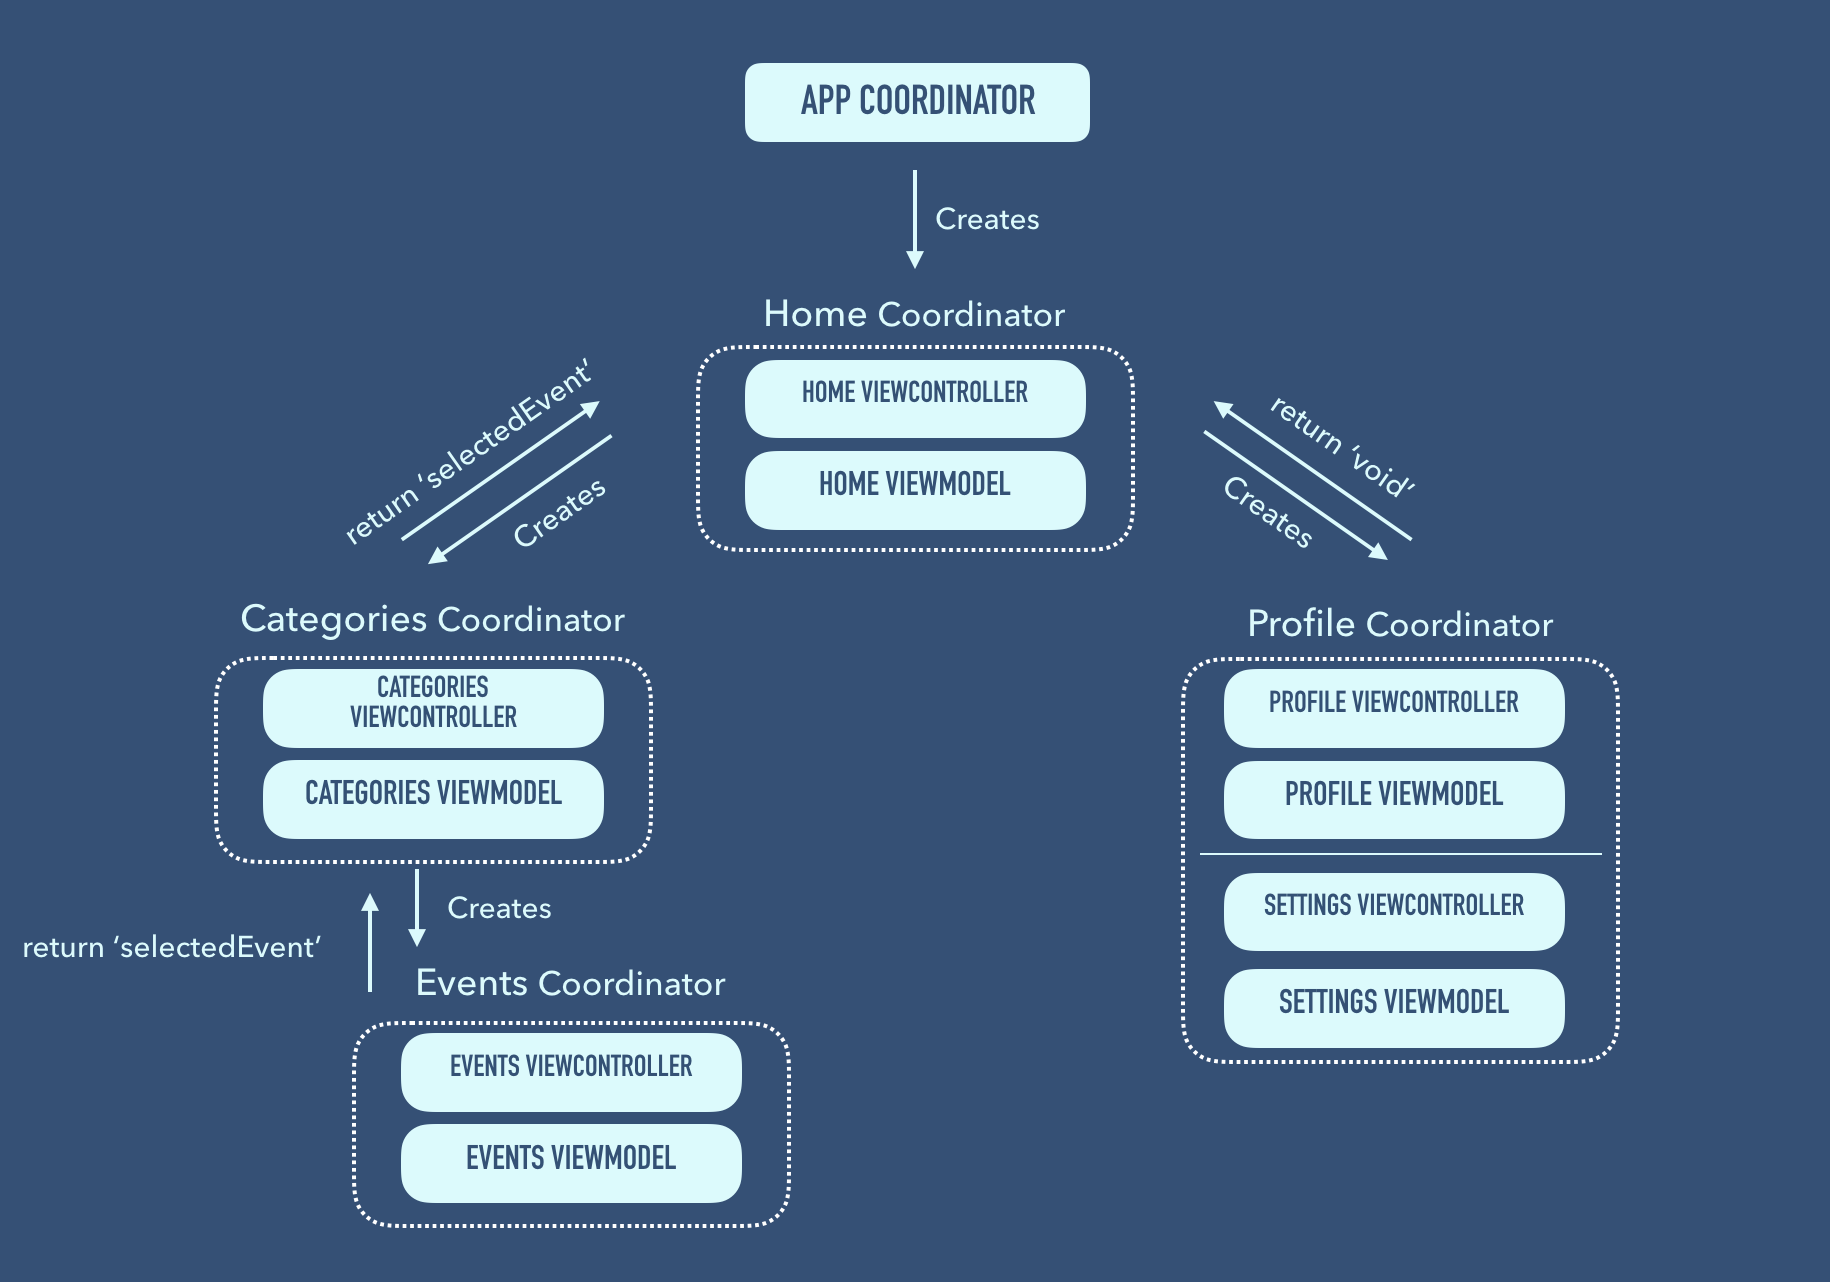 APP COORDINATOR
Creates
Home Coordinator
HOME VIEWCONTROLLER
HOME VIEWMODEL
return ‘selectedEvent’
Creates
return ‘void’
Creates
Categories Coordinator
CATEGORIES
VIEWCONTROLLER
CATEGORIES VIEWMODEL
Profile Coordinator
PROFILE VIEWCONTROLLER
PROFILE VIEWMODEL
SETTINGS VIEWCONTROLLER
SETTINGS VIEWMODEL
Creates
return ‘selectedEvent’
Events Coordinator
EVENTS VIEWCONTROLLER
EVENTS VIEWMODEL